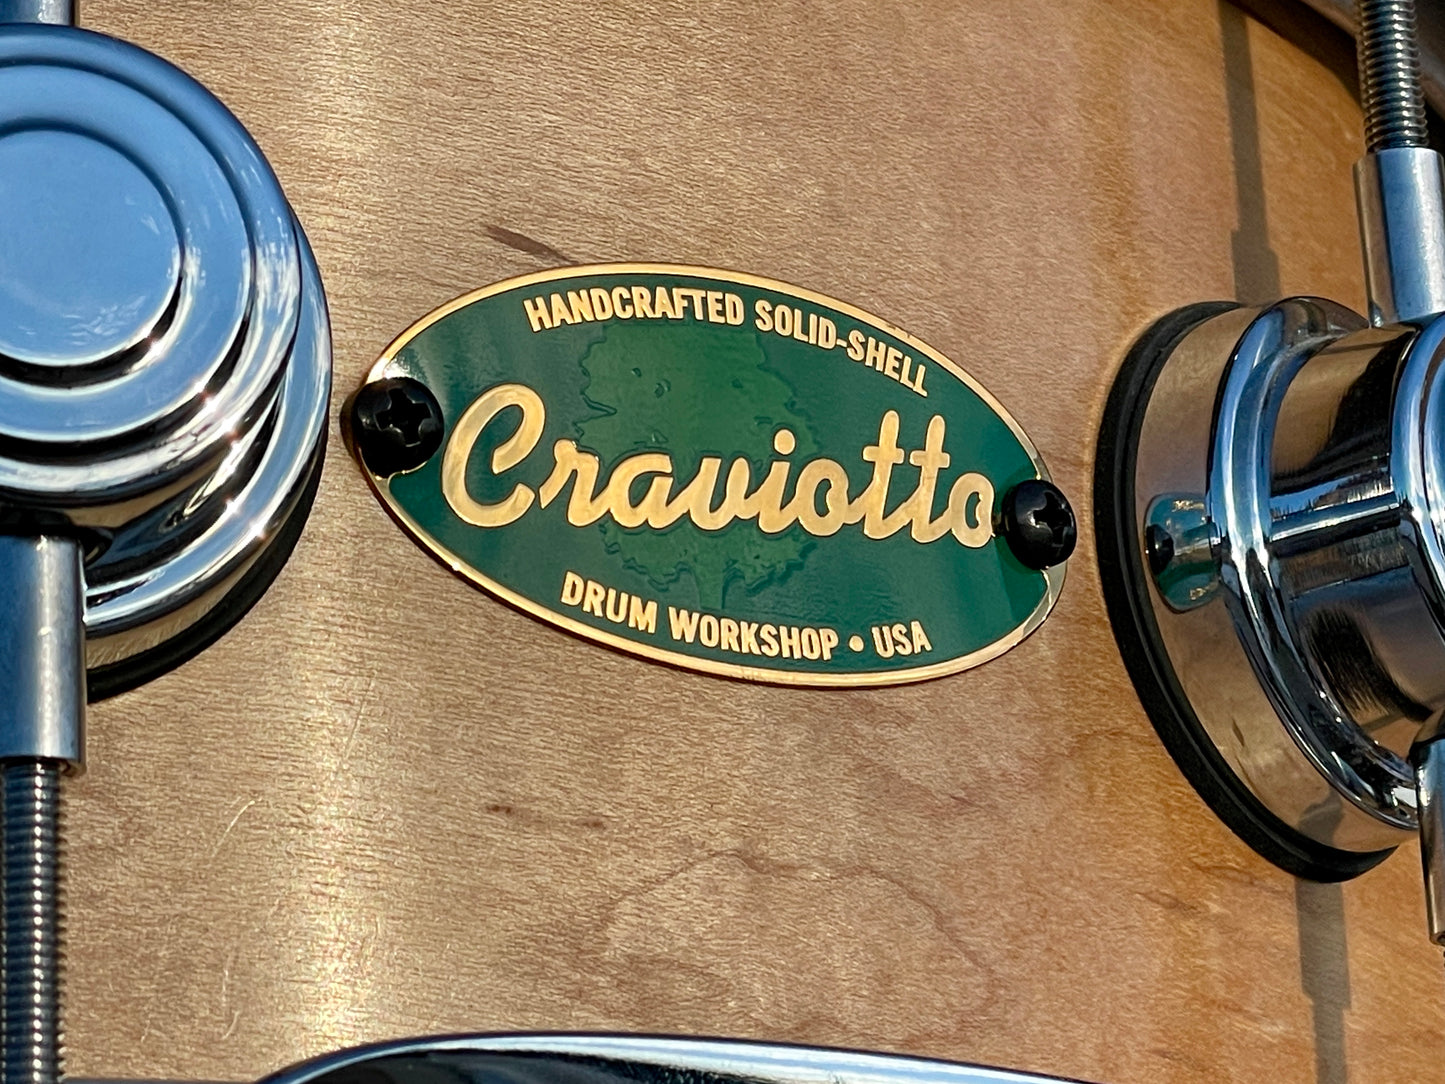 HANDCRAFTED SOLID-SHELL
Craviotto
DRUM WORKSHOP • USA